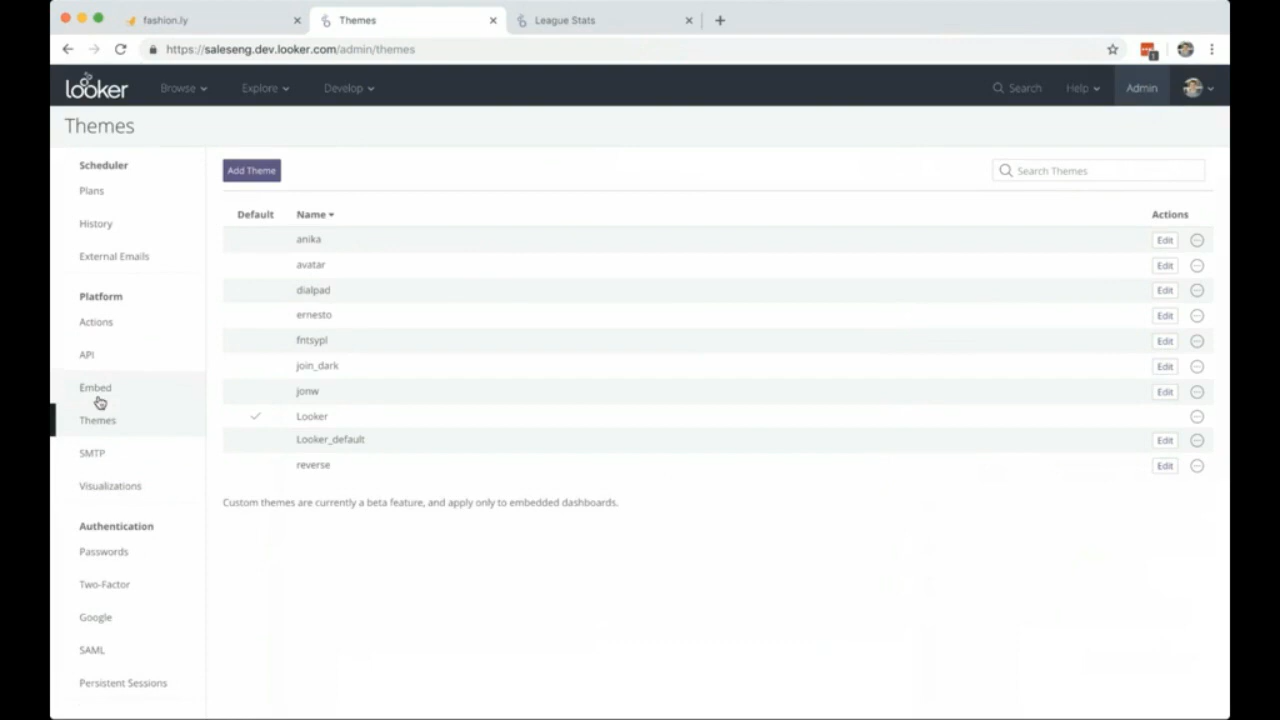 fashion.ly
Themes
League Stats
https://saleseng.dev.looker.com/admin/themes
looker
Browse
Explore
Develop
Search
Help
Admin
Themes
Scheduler
Plans
History
External Emails
Platform
Actions
API
Embed
Themes
SMTP
Visualizations
Authentication
Passwords
Two-Factor
Google
SAML
Persistent Sessions
Add Theme
Search Themes
Default Name Actions
anika Edit
avatar Edit
dialpad Edit
ernesto Edit
fntsypl Edit
join_dark Edit
jonw Edit
Looker
Looker_default Edit
reverse Edit
Custom themes are currently a beta feature, and apply only to embedded dashboards.